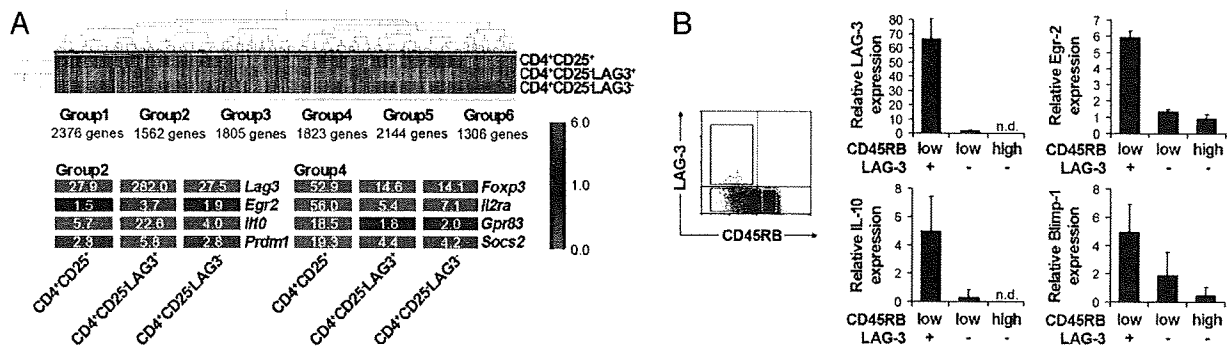 A
CD4+CD25+
CD4+CD25-LAG3+
CD4+CD25-LAG3-
Group1 Group2 Group3 Group4 Group5 Group6
2376 genes 1562 genes 1805 genes 1823 genes 2144 genes 1306 genes
6.0
1.0
0.0
Group2
27.9 282.0 27.5 Lag3
1.5 3.7 1.9 Egr2
5.7 22.6 4.0 Il10
2.8 5.8 2.8 Prdm1
CD4+CD25+ CD4+CD25-LAG3+ CD4+CD25-LAG3-
Group4
52.9 14.6 14.1 Foxp3
56.0 5.4 7.1 Il2ra
18.5 1.8 2.0 Gpr83
19.3 4.4 4.2 Socs2
CD4+CD25+ CD4+CD25-LAG3+ CD4+CD25-LAG3-
B
LAG-3
CD45RB
Relative LAG-3
expression
80
70
60
50
40
30
20
10
0
n.d.
CD45RB low low high
LAG-3 + - -
Relative Egr-2
expression
7
6
5
4
3
2
1
0
CD45RB low low high
LAG-3 + - -
Relative IL-10
expression
8
6
4
2
0
n.d.
CD45RB low low high
LAG-3 + - -
Relative Blimp-1
expression
8
6
4
2
0
CD45RB low low high
LAG-3 + - -